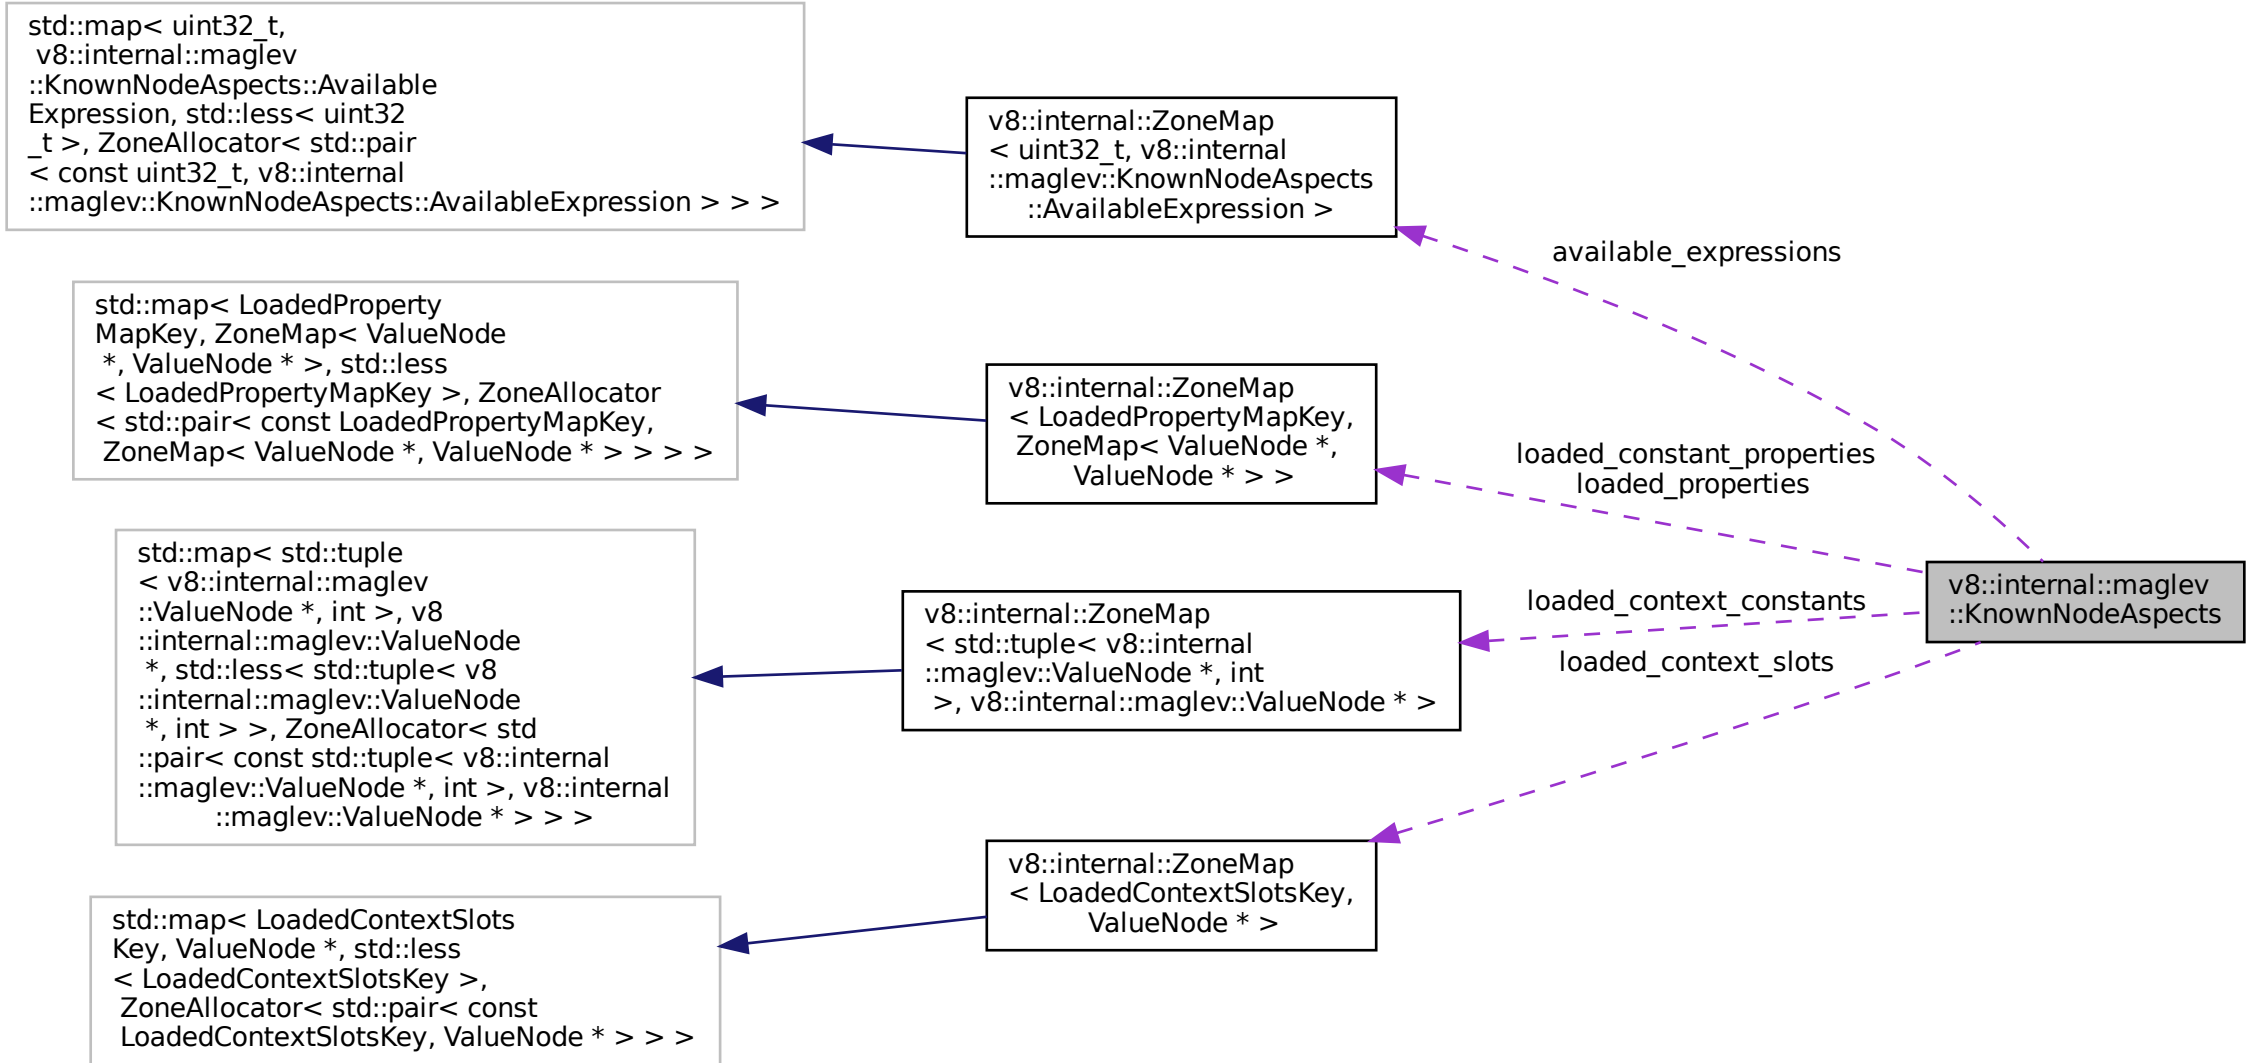 std::map< uint32_t,
v8::internal::maglev
::KnownNodeAspects::Available
Expression, std::less< uint32
_t >, ZoneAllocator< std::pair
< const uint32_t, v8::internal
::maglev::KnownNodeAspects::AvailableExpression > > >
v8::internal::ZoneMap
< uint32_t, v8::internal
::maglev::KnownNodeAspects
::AvailableExpression >
available_expressions
std::map< LoadedProperty
MapKey, ZoneMap< ValueNode
*, ValueNode * >, std::less
< LoadedPropertyMapKey >, ZoneAllocator
< std::pair< const LoadedPropertyMapKey,
ZoneMap< ValueNode *, ValueNode * > > > >
v8::internal::ZoneMap
< LoadedPropertyMapKey,
ZoneMap< ValueNode *,
ValueNode * > >
loaded_constant_properties
loaded_properties
std::map< std::tuple
< v8::internal::maglev
::ValueNode *, int >, v8
::internal::maglev::ValueNode
*, std::less< std::tuple< v8
::internal::maglev::ValueNode
*, int > >, ZoneAllocator< std
::pair< const std::tuple< v8::internal
::maglev::ValueNode *, int >, v8::internal
::maglev::ValueNode * > > >
v8::internal::ZoneMap
< std::tuple< v8::internal
::maglev::ValueNode *, int
>, v8::internal::maglev::ValueNode * >
loaded_context_constants
loaded_context_slots
v8::internal::maglev
::KnownNodeAspects
std::map< LoadedContextSlots
Key, ValueNode *, std::less
< LoadedContextSlotsKey >,
ZoneAllocator< std::pair< const
LoadedContextSlotsKey, ValueNode * > > >
v8::internal::ZoneMap
< LoadedContextSlotsKey,
ValueNode * >